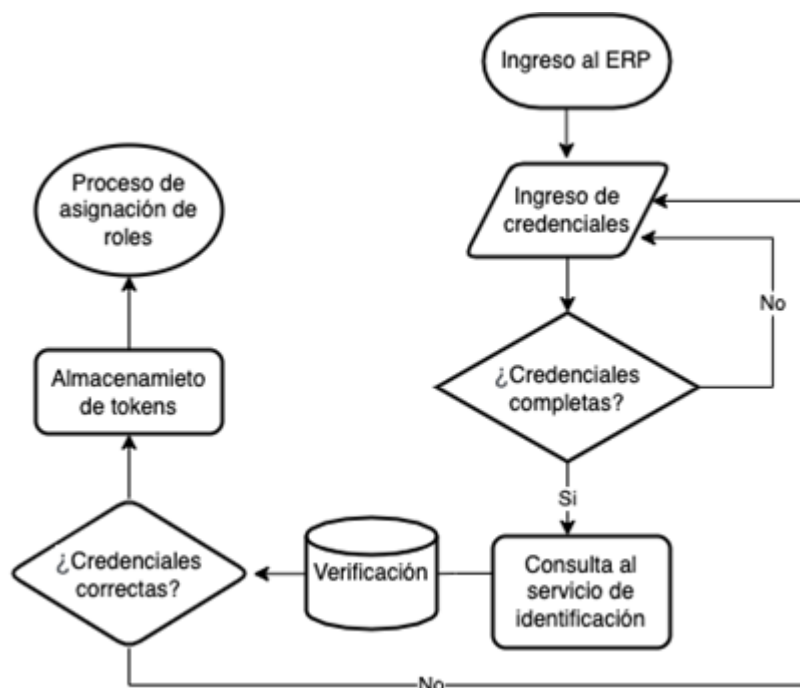 Ingreso al ERP
Ingreso de
credenciales
No
¿Credenciales
completas?
Si
Consulta al
servicio de
identificación
Verificación
¿Credenciales
correctas?
No
Almacenamieto
de tokens
Proceso de
asignación de
roles